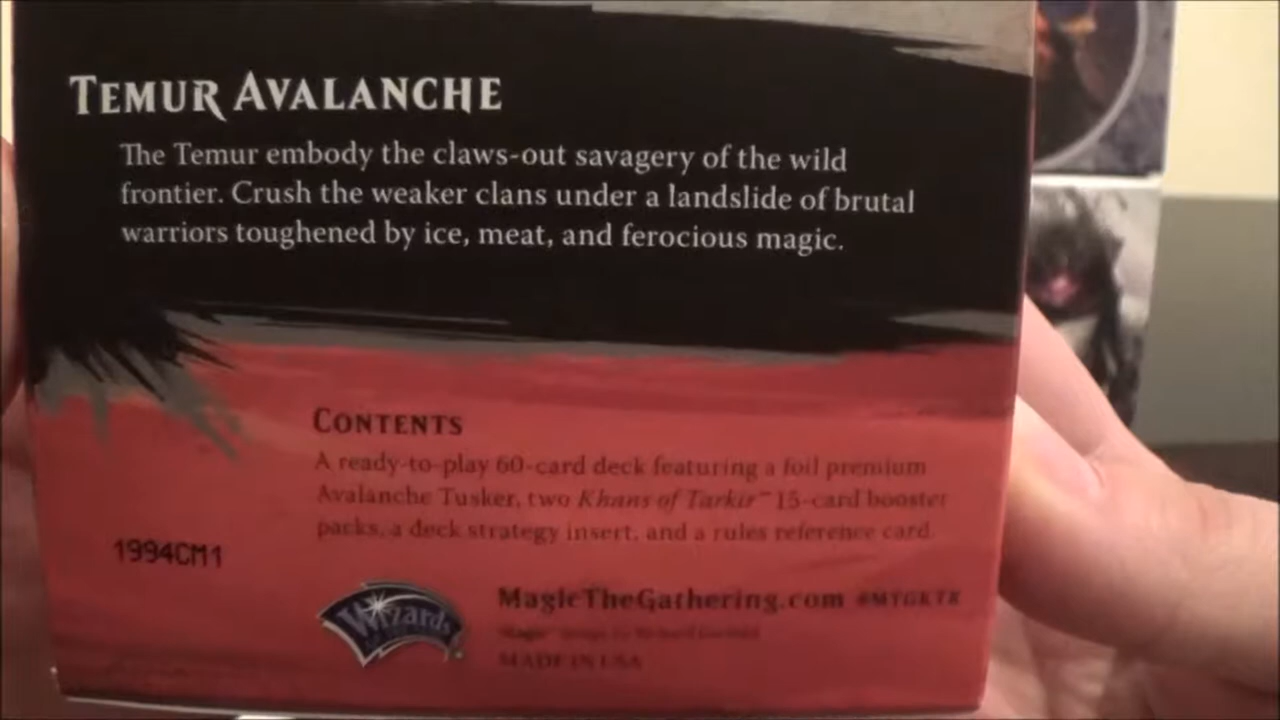 TEMUR AVALANCHE
The Temur embody the claws-out savagery of the wild
frontier. Crush the weaker clans under a landslide of brutal
warriors toughened by ice, meat, and ferocious magic.
CONTENTS
A ready-to-play 60-card deck featuring a foil premium
Avalanche Tusker, two Khans of Tarkir™ 15-card booster
packs, a deck strategy insert, and a rules reference card.
1994CM1
Wizards
MagicTheGathering.com #MTGKTK
MADE IN USA